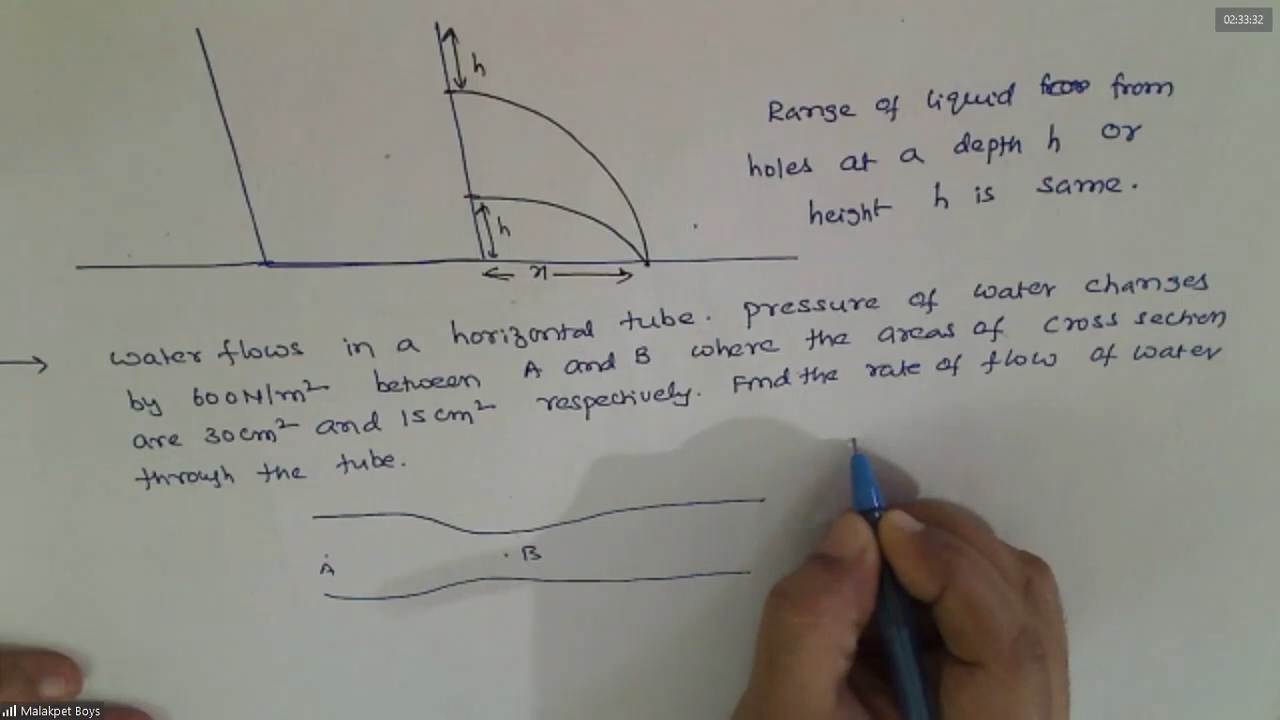 02:33:32
h
Range of liquid from
holes at a depth h or
height h is same.
h
x
water flows in a horizontal tube. pressure of water changes
by 600N/m² between A and B where the areas of cross section
are 30cm² and 15cm² respectively. Find the rate of flow of water
through the tube.
A
B
Malakpet Boys